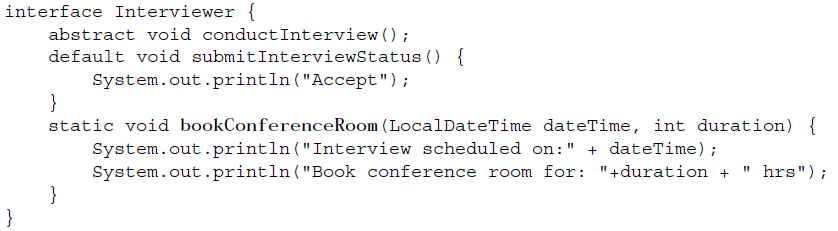 interface Interviewer {
    abstract void conductInterview();
    default void submitInterviewStatus() {
        System.out.println("Accept");
    }
    static void bookConferenceRoom(LocalDateTime dateTime, int duration) {
        System.out.println("Interview scheduled on:" + dateTime);
        System.out.println("Book conference room for: "+duration + " hrs");
    }
}